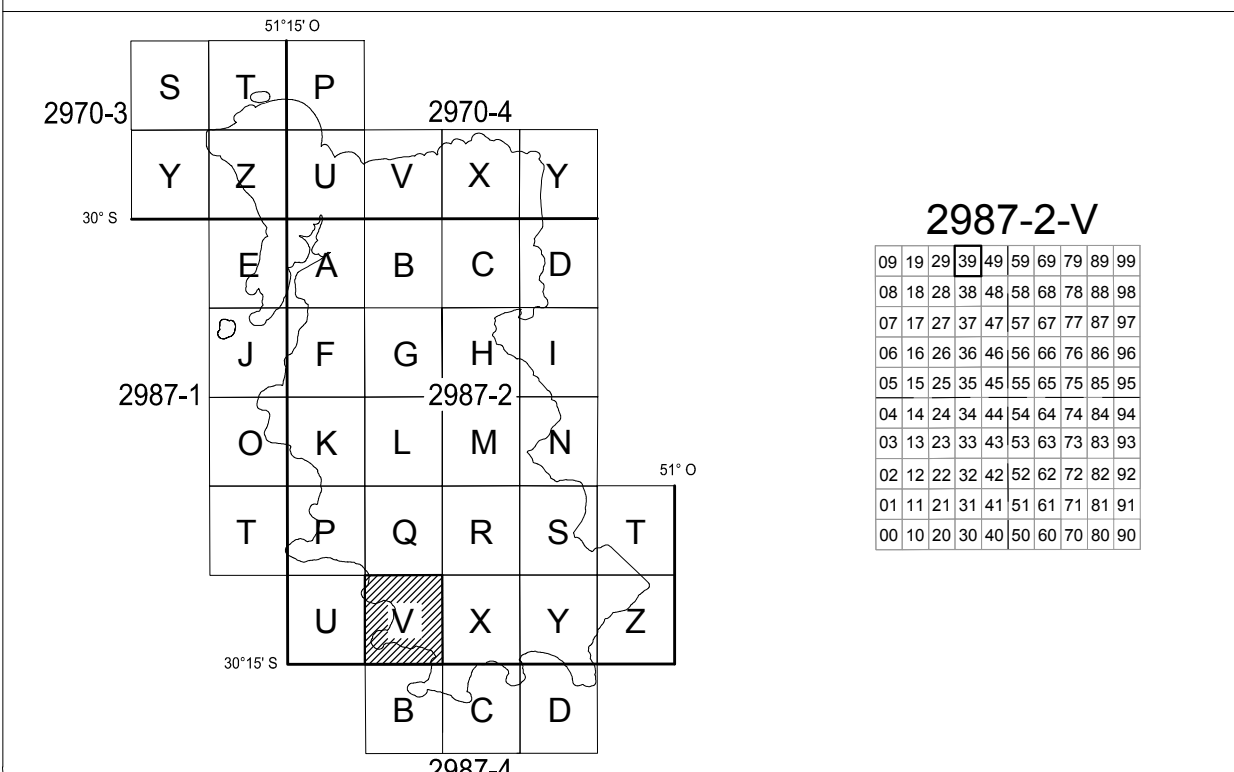 51°15' O
S T P
2970-3
2970-4
Y Z U V X Y
30° S
E A B C D
J F G H I
2987-1
2987-2
O K L M N
51° O
T P Q R S T
U V X Y Z
30°15' S
B C D
2987-4
2987-2-V
09 19 29 39 49 59 69 79 89 99
08 18 28 38 48 58 68 78 88 98
07 17 27 37 47 57 67 77 87 97
06 16 26 36 46 56 66 76 86 96
05 15 25 35 45 55 65 75 85 95
04 14 24 34 44 54 64 74 84 94
03 13 23 33 43 53 63 73 83 93
02 12 22 32 42 52 62 72 82 92
01 11 21 31 41 51 61 71 81 91
00 10 20 30 40 50 60 70 80 90